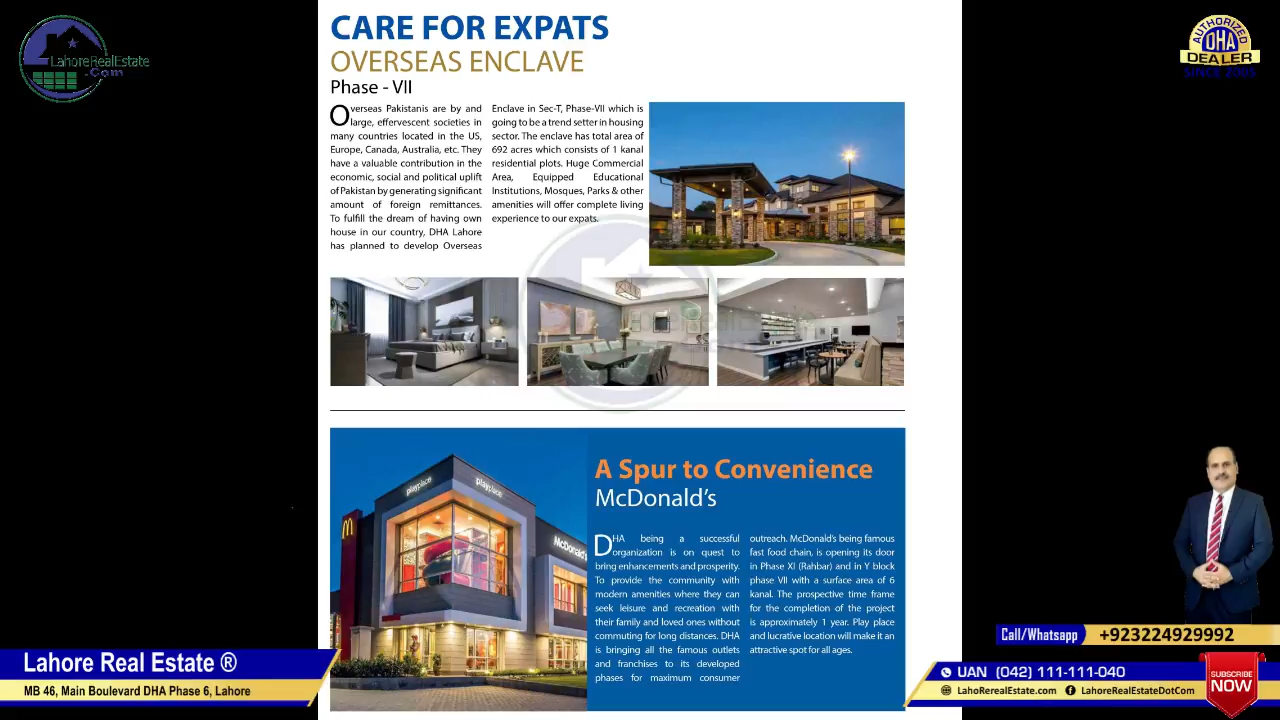 LahoreRealEstate
.Com
AUTHORIZED
DHA
DEALER
SINCE 2005
CARE FOR EXPATS
OVERSEAS ENCLAVE
Phase - VII
Overseas Pakistanis are by and
large, effervescent societies in
many countries located in the US,
Europe, Canada, Australia, etc. They
have a valuable contribution in the
economic, social and political uplift
of Pakistan by generating significant
amount of foreign remittances.
To fulfill the dream of having own
house in our country, DHA Lahore
has planned to develop Overseas
Enclave in Sec-T, Phase-VII which is
going to be a trend setter in housing
sector. The enclave has total area of
692 acres which consists of 1 kanal
residential plots. Huge Commercial
Area, Equipped Educational
Institutions, Mosques, Parks & other
amenities will offer complete living
experience to our expats.
playplace
playplace
McDonald's
A Spur to Convenience
McDonald's
DHA being a successful
organization is on quest to
bring enhancements and prosperity.
To provide the community with
modern amenities where they can
seek leisure and recreation with
their family and loved ones without
commuting for long distances. DHA
is bringing all the famous outlets
and franchises to its developed
phases for maximum consumer
outreach. McDonald's being famous
fast food chain, is opening its door
in Phase XI (Rahbar) and in Y block
phase VII with a surface area of 6
kanal. The prospective time frame
for the completion of the project
is approximately 1 year. Play place
and lucrative location will make it an
attractive spot for all ages.
Lahore Real Estate ®
MB 46, Main Boulevard DHA Phase 6, Lahore
Call/Whatsapp +923224929992
UAN (042) 111-111-040
LahoRerealEstate.com LahoreRealEstateDotCom
SUBSCRIBE
NOW